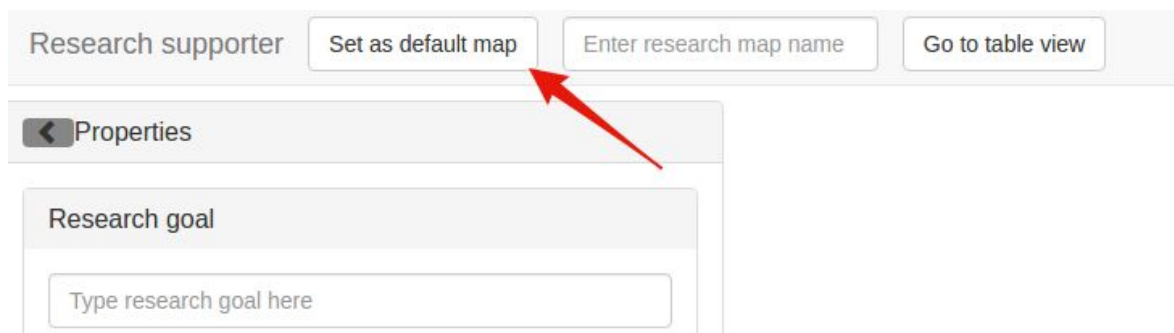 Research supporter Set as default map Enter research map name Go to table view
Properties
Research goal
Type research goal here